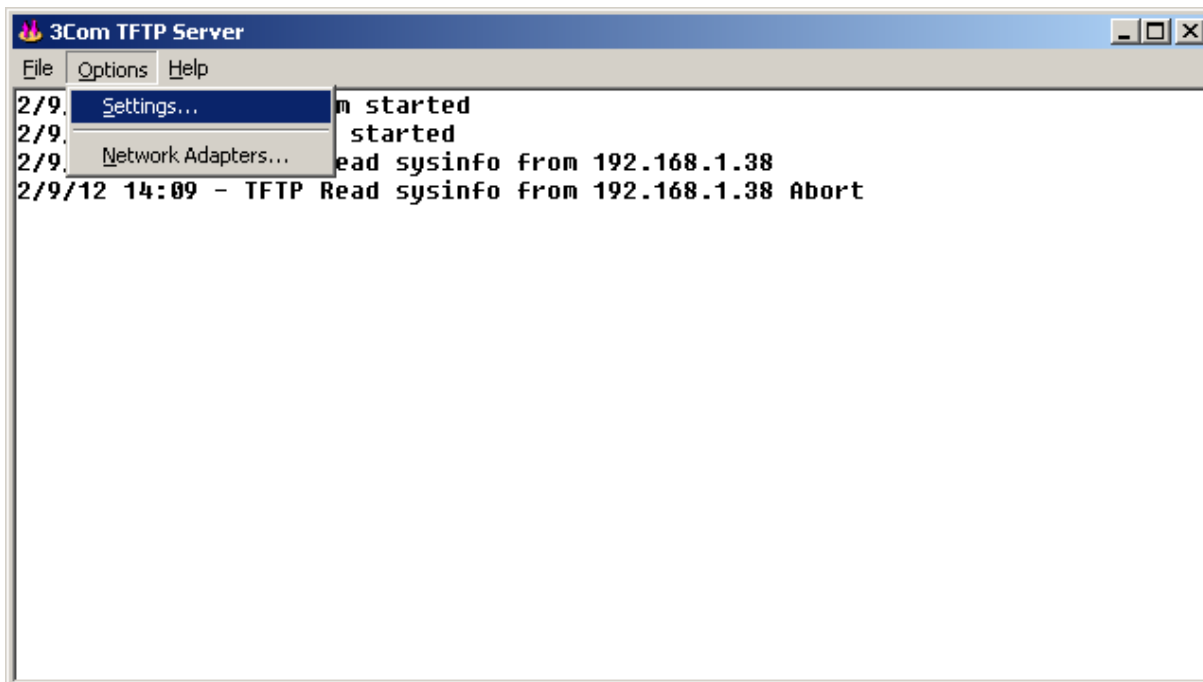 3Com TFTP Server
File Options Help
Settings...
Network Adapters...
2/9 m started
2/9 started
2/9 ead sysinfo from 192.168.1.38
2/9/12 14:09 - TFTP Read sysinfo from 192.168.1.38 Abort